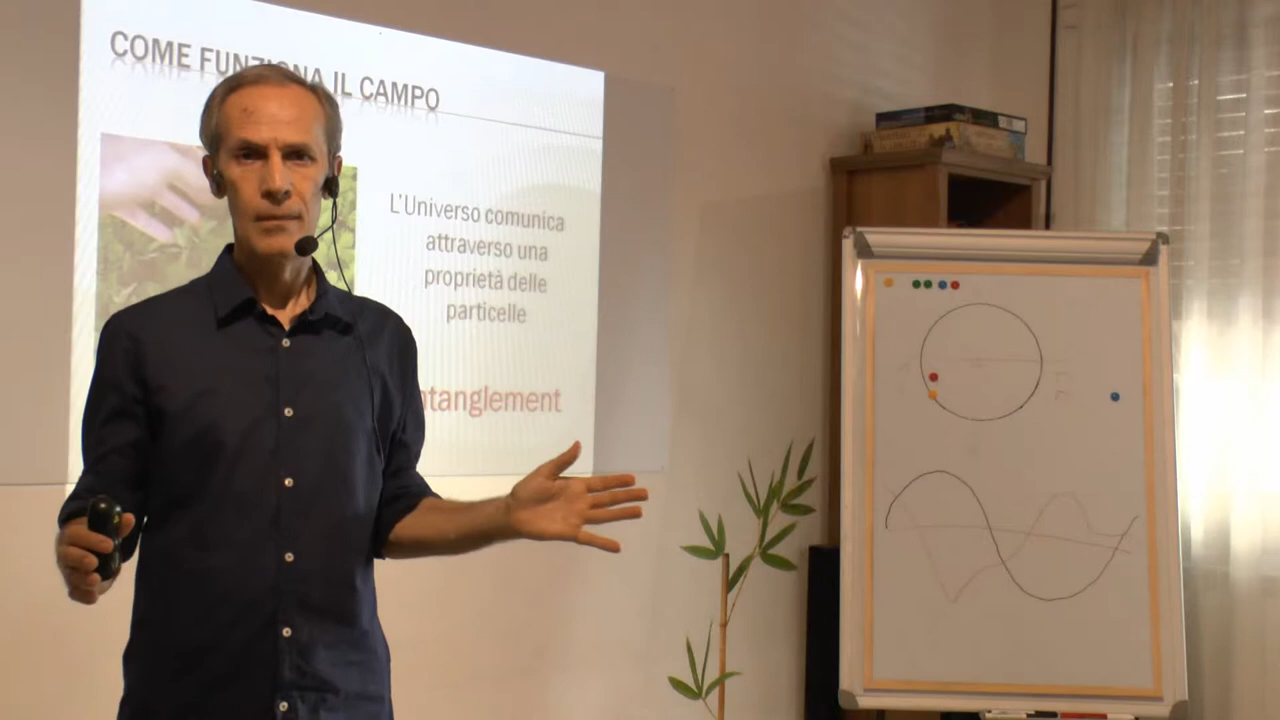 COME FUNZIONA IL CAMPO
L'Universo comunica
attraverso una
proprietà delle
particelle
ntanglement